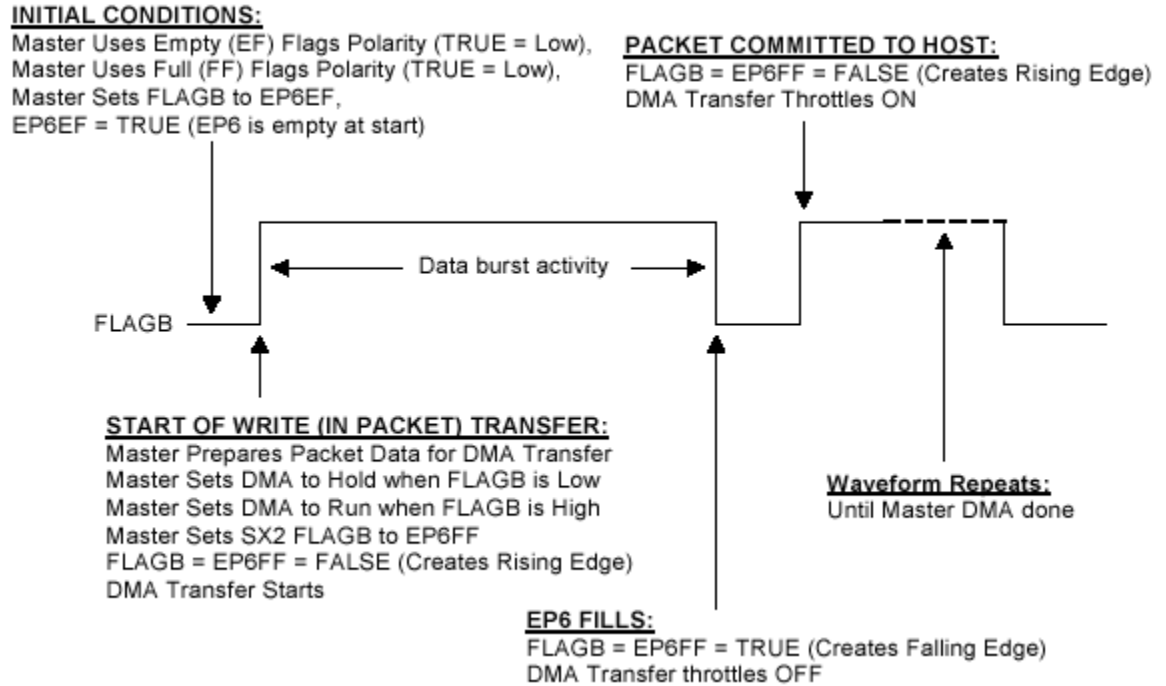 INITIAL CONDITIONS:
Master Uses Empty (EF) Flags Polarity (TRUE = Low),
Master Uses Full (FF) Flags Polarity (TRUE = Low),
Master Sets FLAGB to EP6EF,
EP6EF = TRUE (EP6 is empty at start)
PACKET COMMITTED TO HOST:
FLAGB = EP6FF = FALSE (Creates Rising Edge)
DMA Transfer Throttles ON
Data burst activity
FLAGB
START OF WRITE (IN PACKET) TRANSFER:
Master Prepares Packet Data for DMA Transfer
Master Sets DMA to Hold when FLAGB is Low
Master Sets DMA to Run when FLAGB is High
Master Sets SX2 FLAGB to EP6FF
FLAGB = EP6FF = FALSE (Creates Rising Edge)
DMA Transfer Starts
Waveform Repeats:
Until Master DMA done
EP6 FILLS:
FLAGB = EP6FF = TRUE (Creates Falling Edge)
DMA Transfer throttles OFF